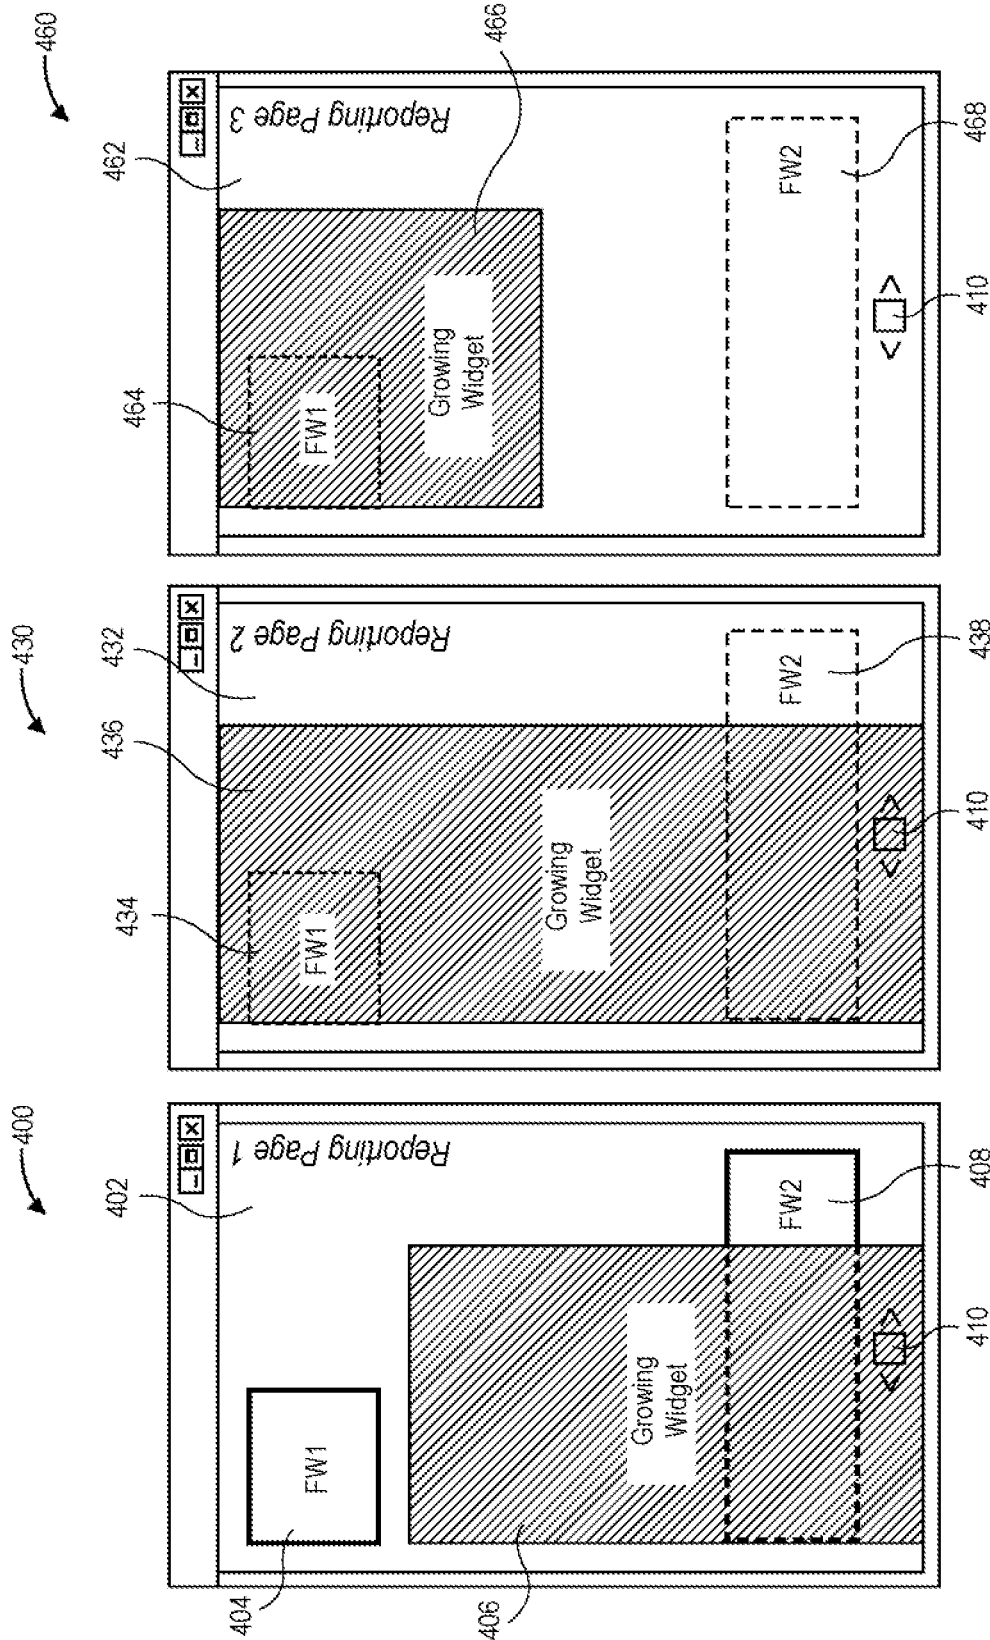 400
402
Reporting Page 1
404
FW1
406
Growing
Widget
FW2
408
< >
410
430
432
Reporting Page 2
434
FW1
436
Growing
Widget
FW2
438
< >
410
460
462
Reporting Page 3
464
FW1
466
Growing
Widget
FW2
468
< >
410